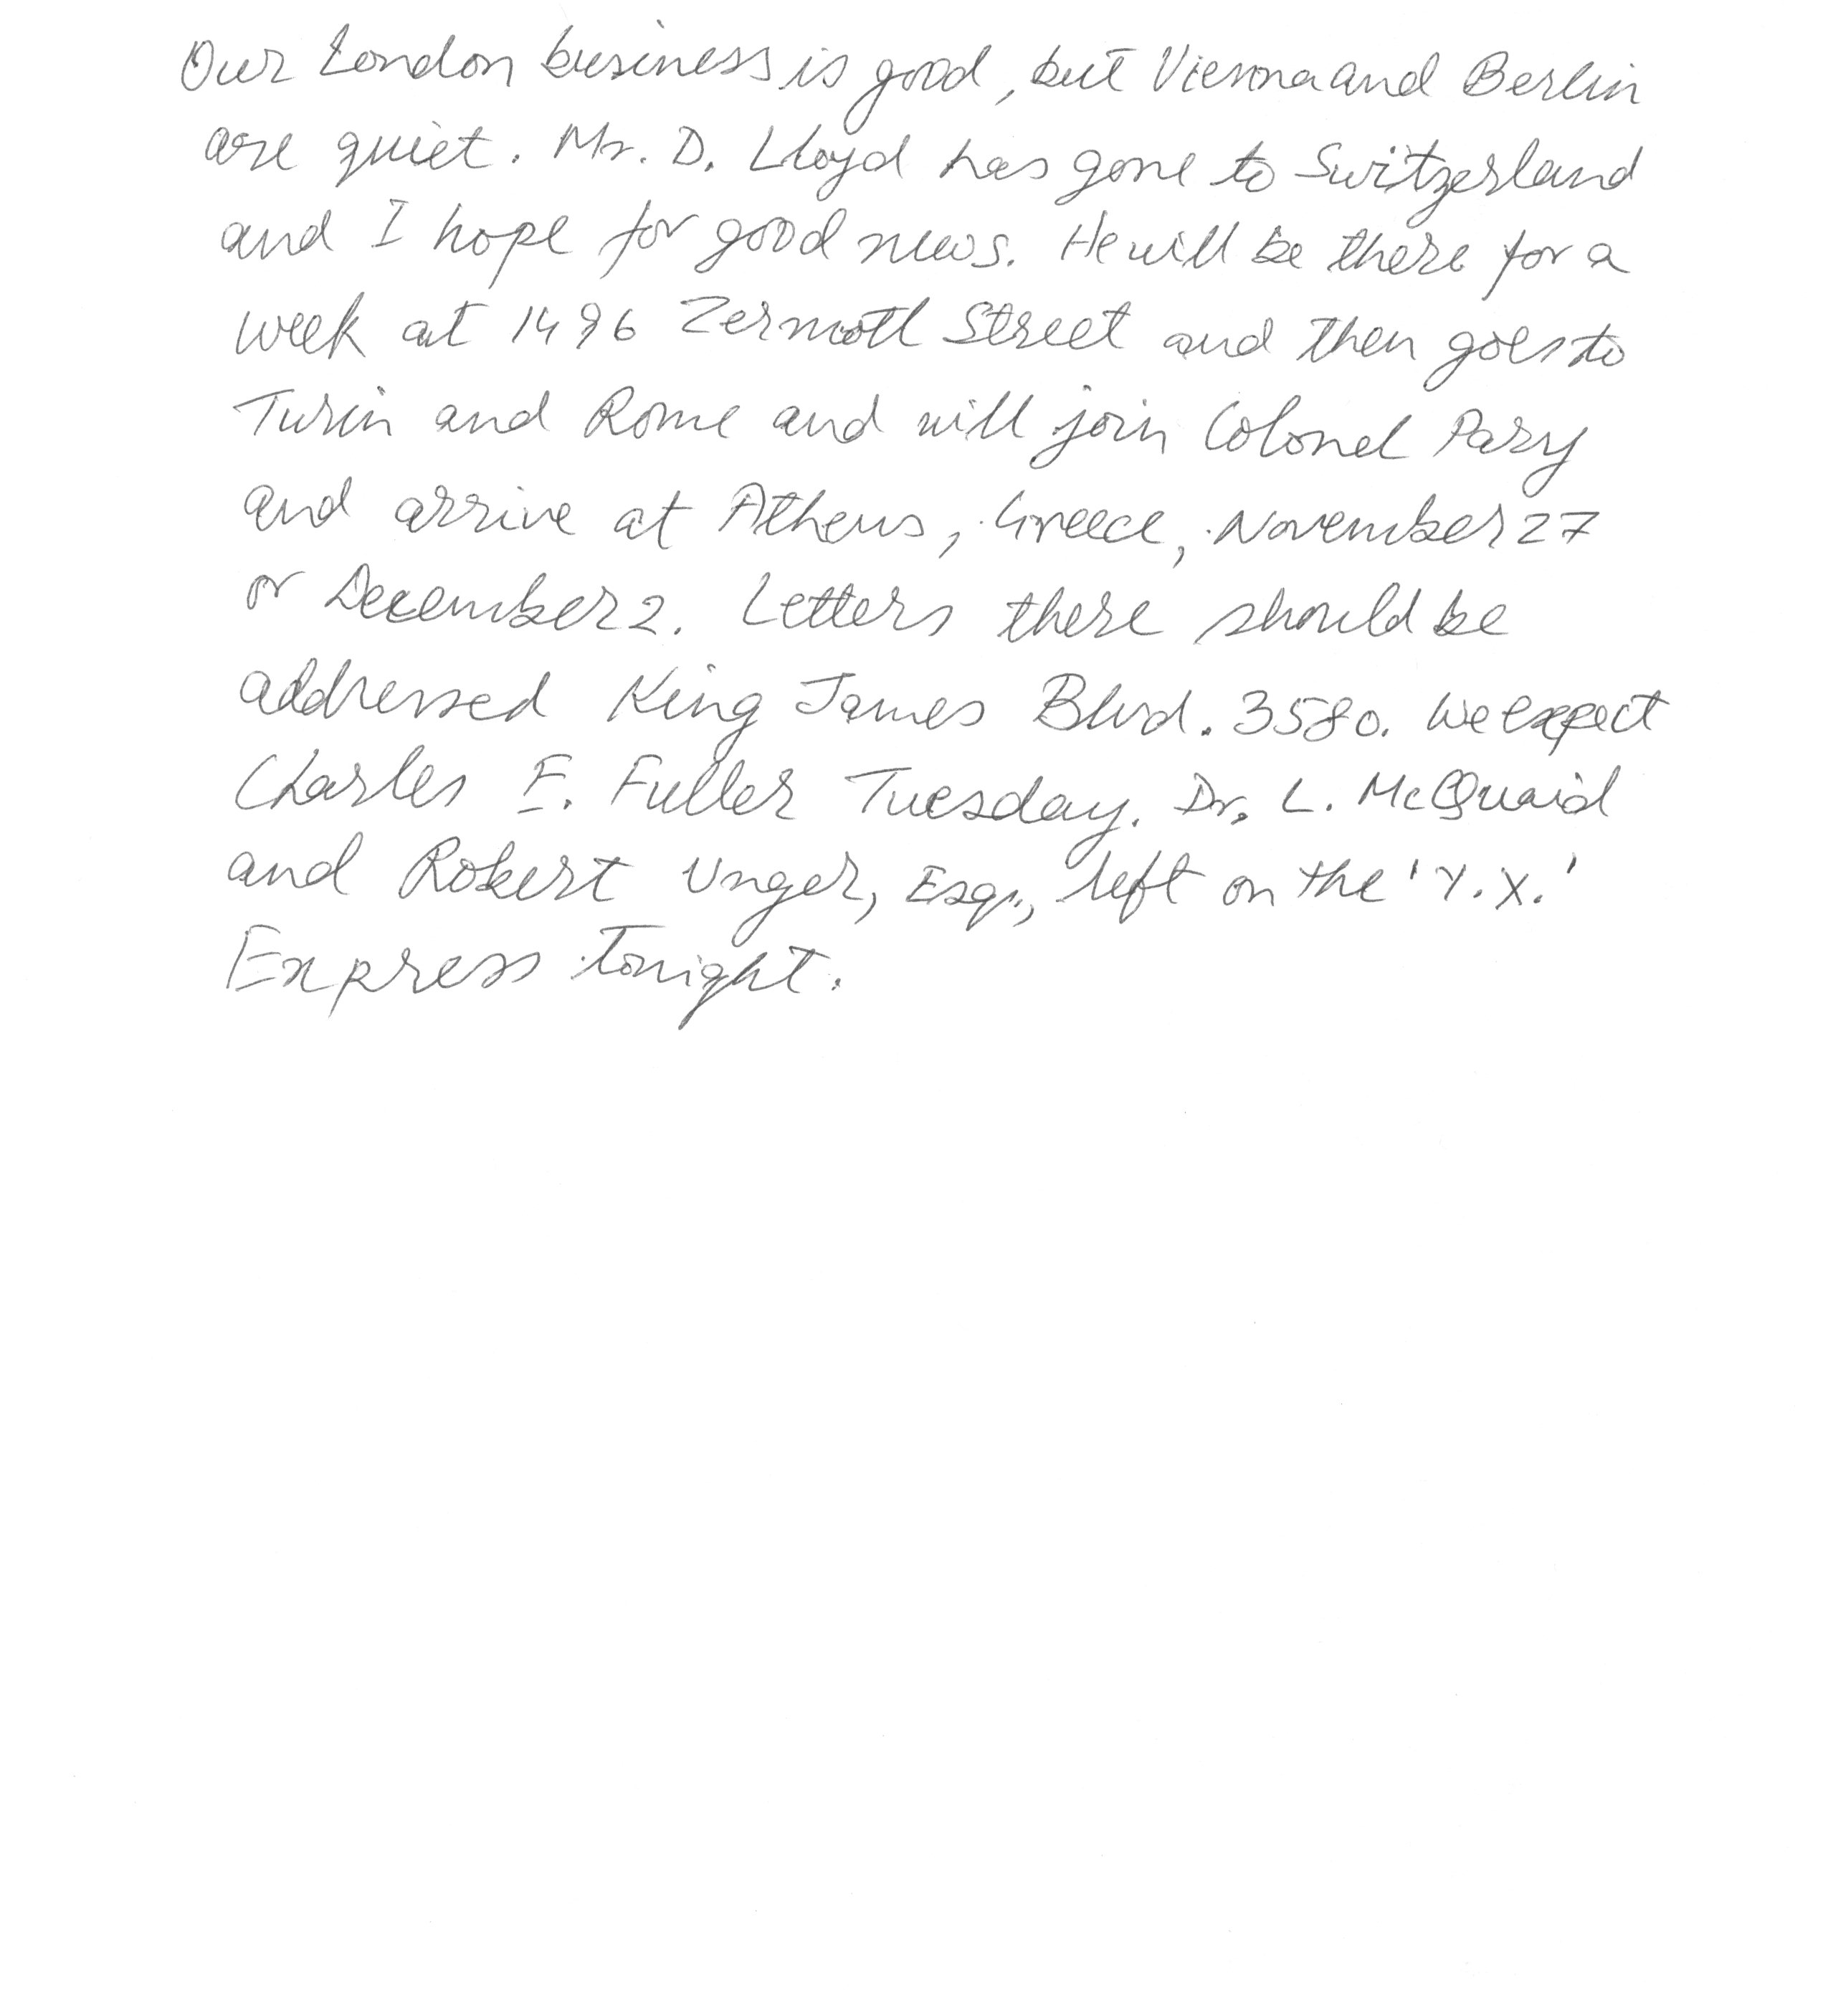 Our London business is good, but Vienna and Berlin
are quiet. Mr. D. Lloyd has gone to Switzerland
and I hope for good news. He will be there for a
week at 1496 Zermott Street and then goes to
Turin and Rome and will join Colonel Pary
and arrive at Athens, Greece, November 27
or December 2. Letters there should be
addressed King James Blvd. 3580. We expect
Charles E. Fuller Tuesday. Dr. L. McQuaid
and Robert Unger, Esq., left on the 'Y.X.'
Express tonight.